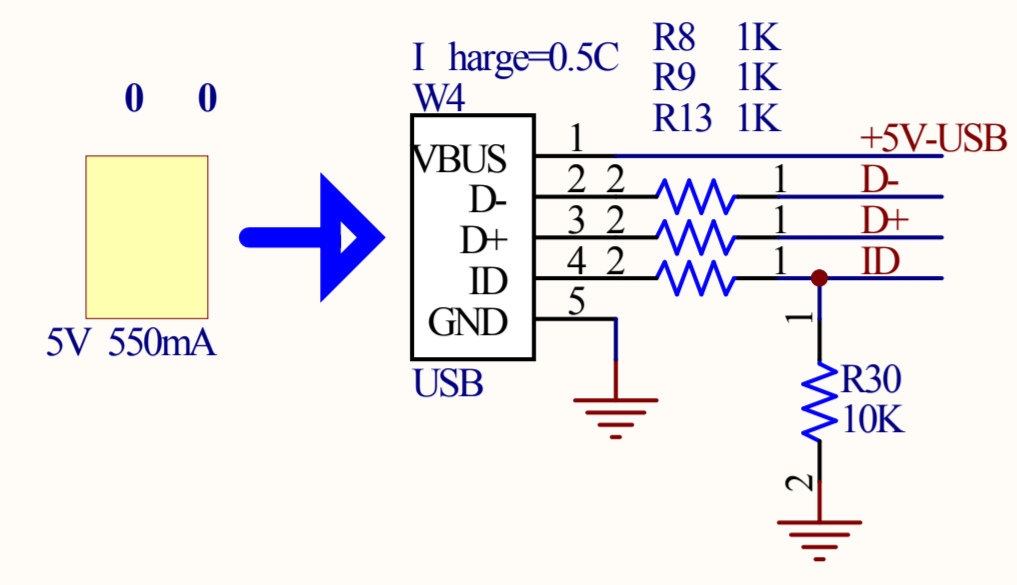 I harge=0.5C
W4
R8 1K
R9 1K
R13 1K
0 0
VBUS 1 +5V-USB
D- 2 2 1 D-
D+ 3 2 1 D+
ID 4 2 1 ID
GND 5
USB
5V 550mA
1
R30
10K
2